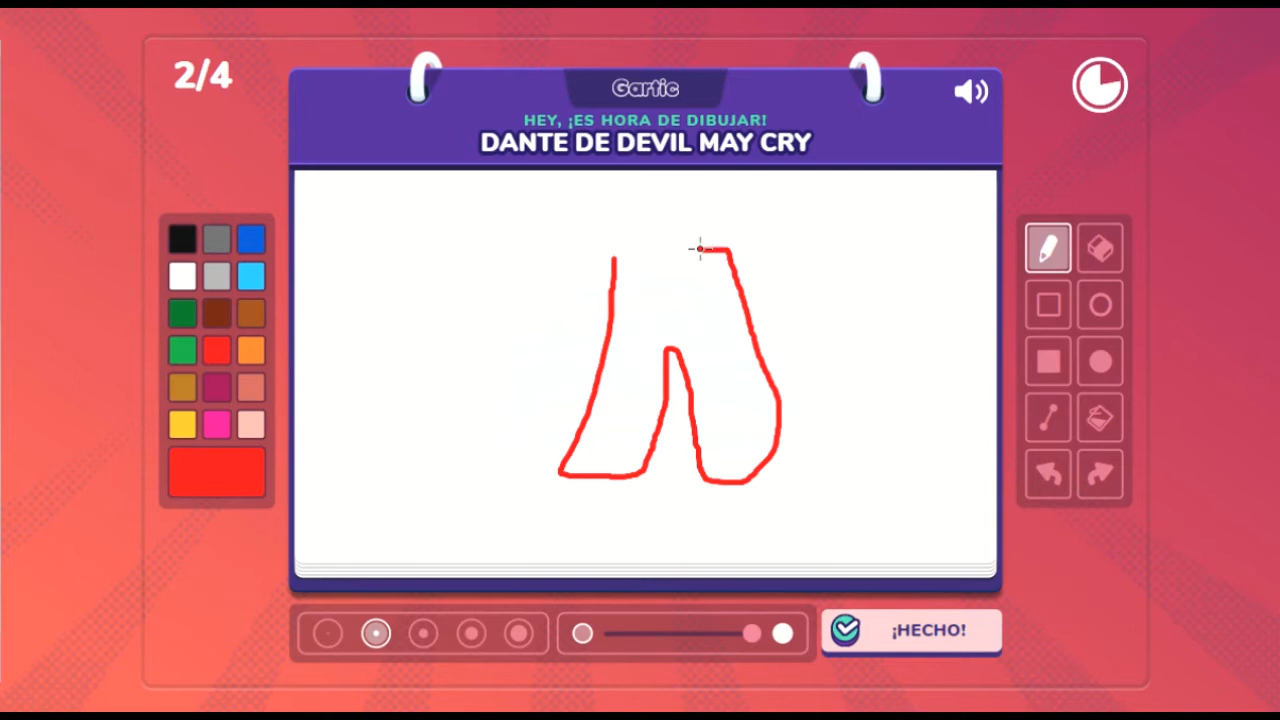 2/4
Gartic
HEY, ¡ES HORA DE DIBUJAR!
DANTE DE DEVIL MAY CRY
¡HECHO!